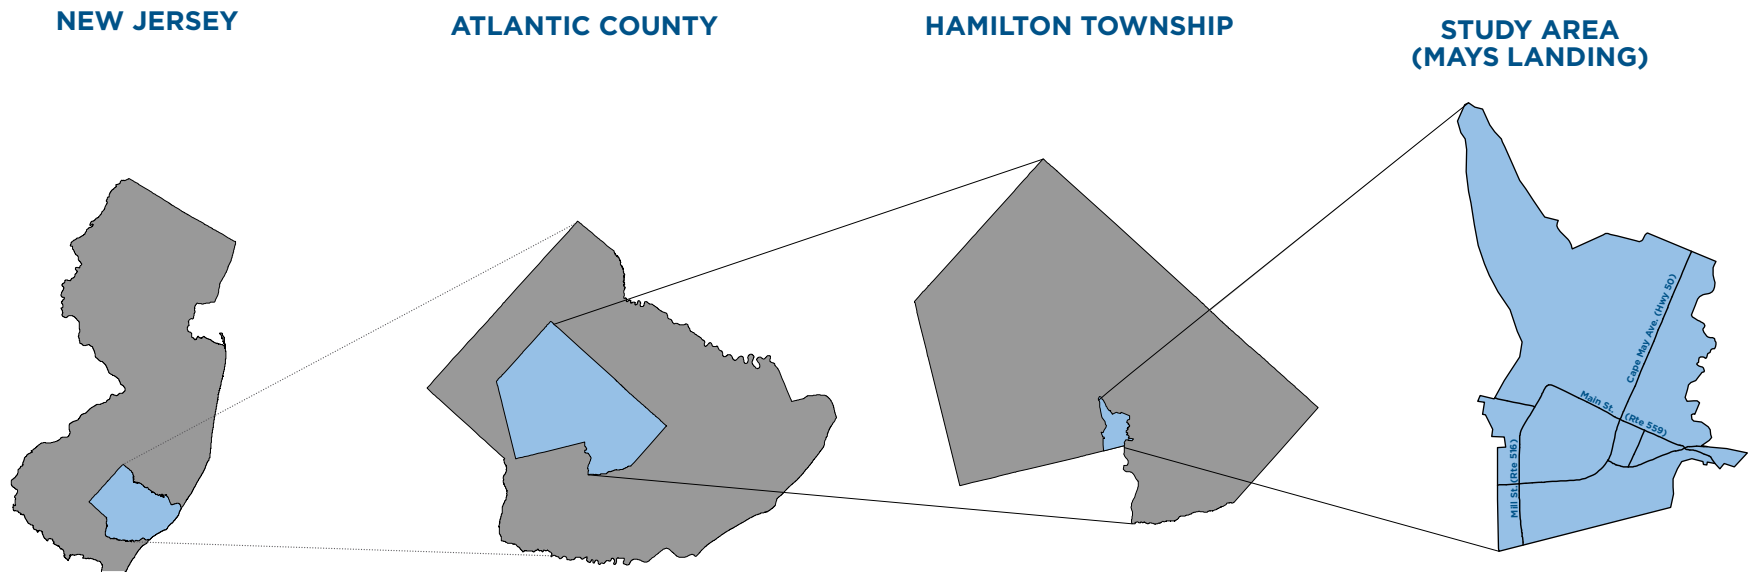 NEW JERSEY
ATLANTIC COUNTY
HAMILTON TOWNSHIP
STUDY AREA
(MAYS LANDING)
Cape May Ave. (Hwy 50)
Main St. (Rte 559)
Mill St. (Rte 516)